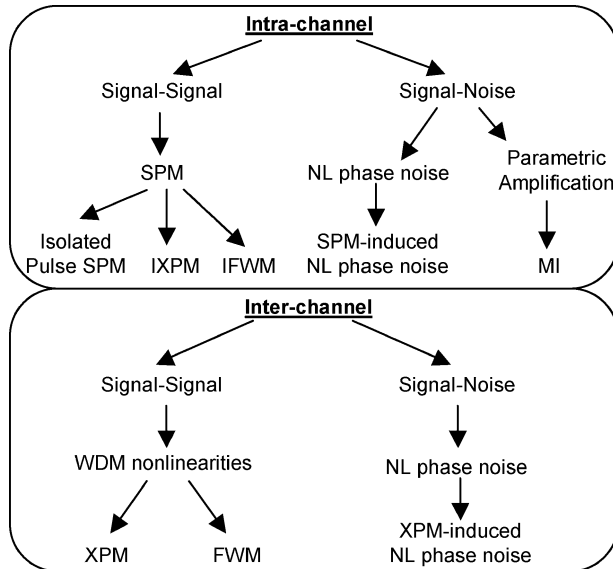 Intra-channel
Signal-Signal
Signal-Noise
SPM
NL phase noise
Parametric
Amplification
Isolated
Pulse SPM
IXPM
IFWM
SPM-induced
NL phase noise
MI
Inter-channel
Signal-Signal
Signal-Noise
WDM nonlinearities
NL phase noise
XPM
FWM
XPM-induced
NL phase noise